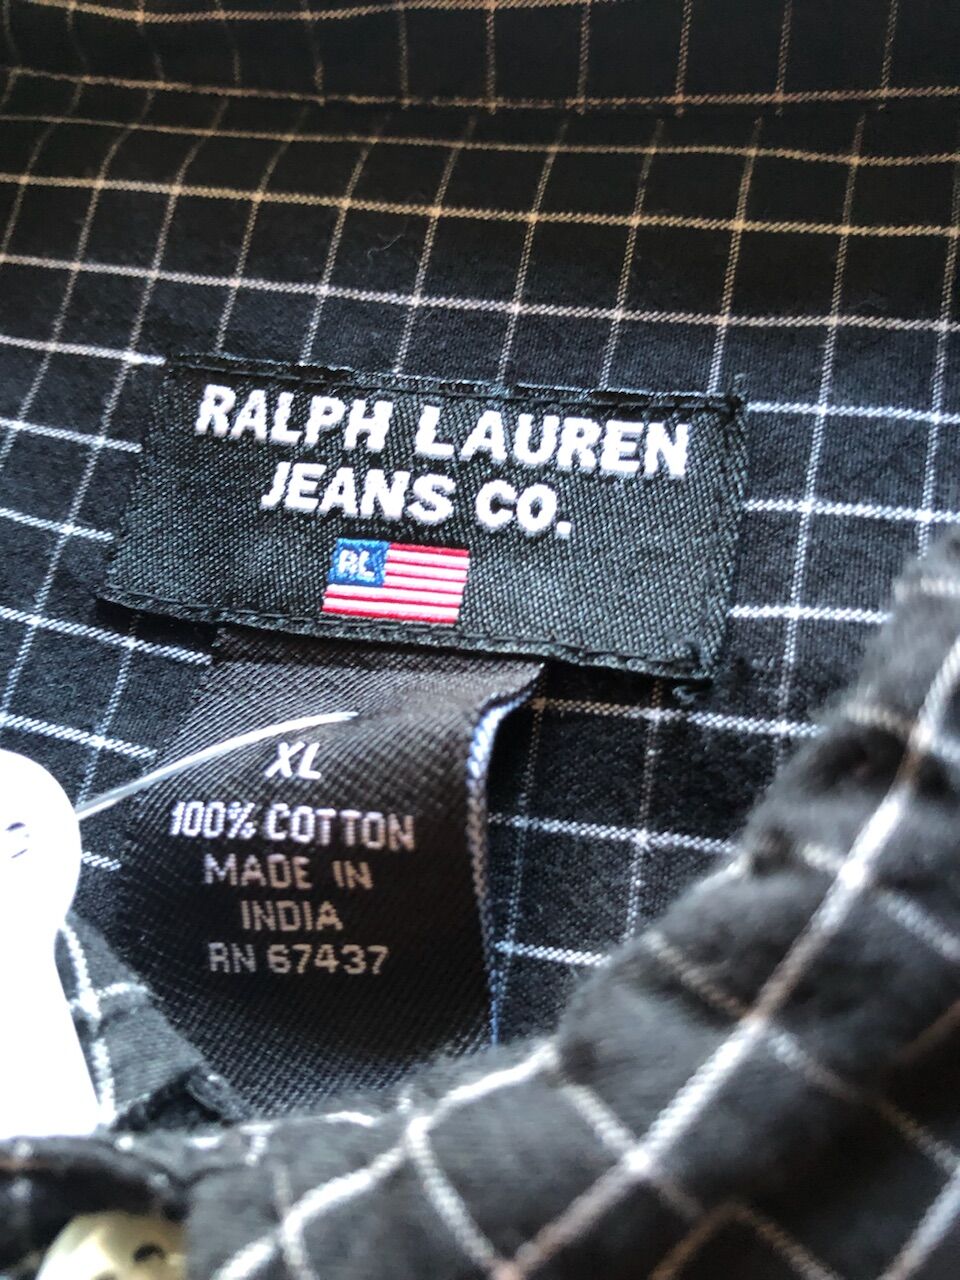 RALPH LAUREN
JEANS CO.
RL
XL
100% COTTON
MADE IN
INDIA
RN 67437